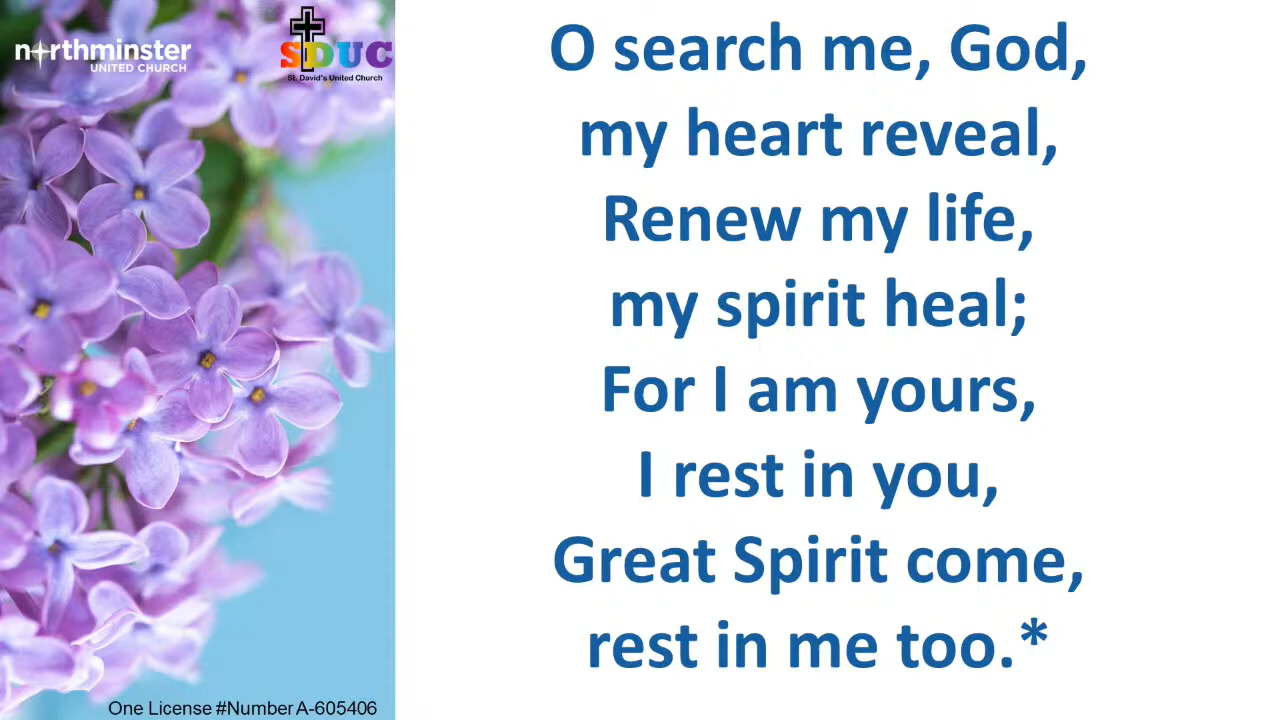 northminster
UNITED CHURCH
SDUC
St. David's United Church
O search me, God,
my heart reveal,
Renew my life,
my spirit heal;
For I am yours,
I rest in you,
Great Spirit come,
rest in me too.*
One License #Number A-605406